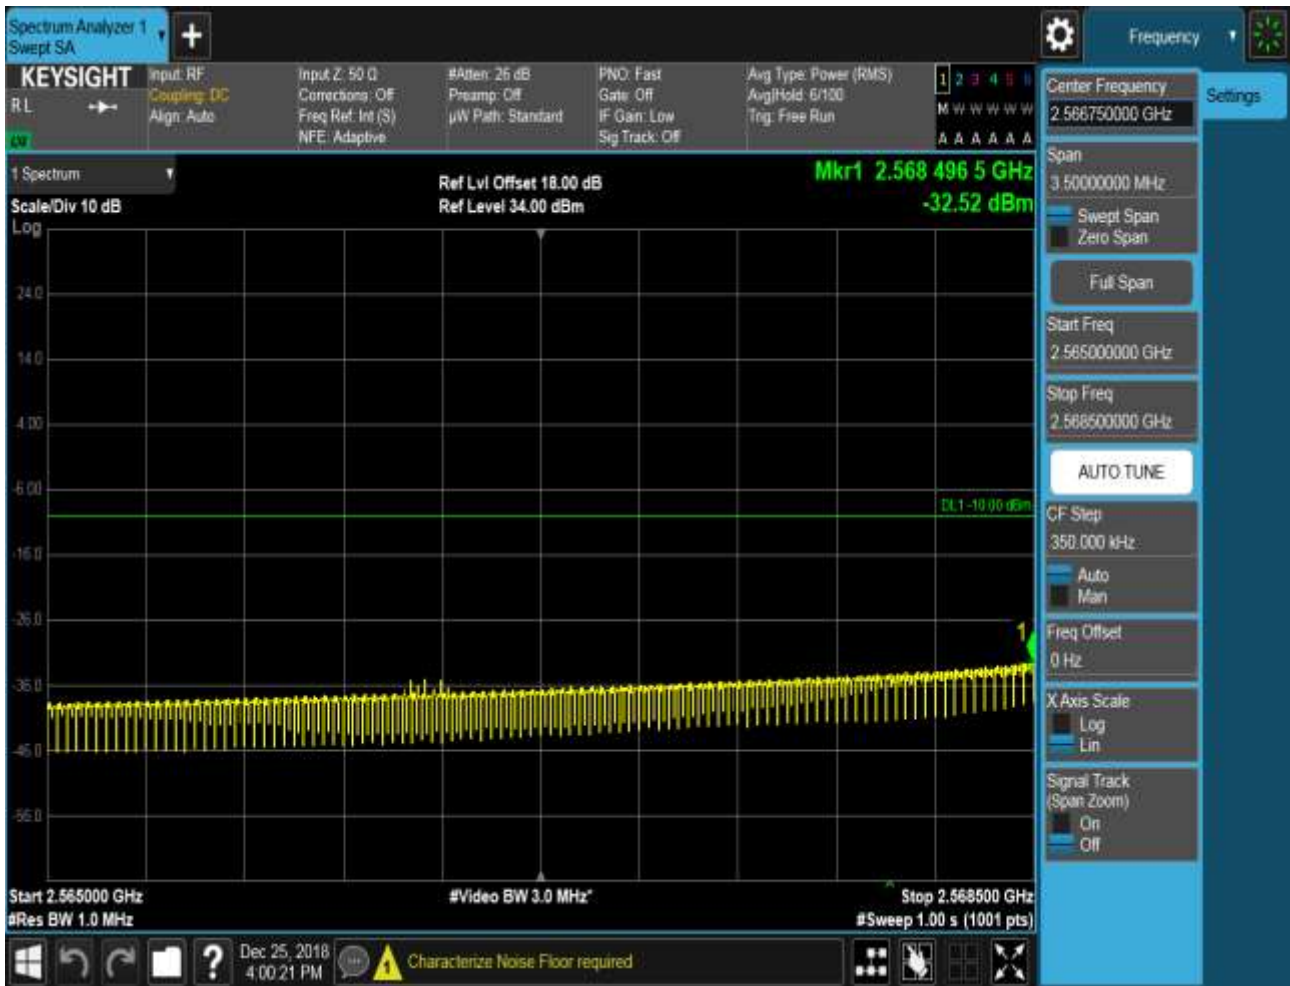 Spectrum Analyzer 1
Swept SA
Frequency
KEYSIGHT
R L
Input: RF
Coupling: DC
Align: Auto
Input Z: 50 Ω
Corrections: Off
Freq Ref: Int (S)
NFE: Adaptive
#Atten: 26 dB
Preamp: Off
µW Path: Standard
PNO: Fast
Gate: Off
IF Gain: Low
Sig Track: Off
Avg Type: Power (RMS)
Avg|Hold: 6/100
Trig: Free Run
1 2 3 4 5 6
M W W W W W
A A A A A A
1 Spectrum
Scale/Div 10 dB
Log
Ref Lvl Offset 18.00 dB
Ref Level 34.00 dBm
Mkr1 2.568 496 5 GHz
-32.52 dBm
24.0
14.0
4.00
-6.00
-16.0
-26.0
-36.0
-46.0
-56.0
DL1 -10.00 dBm
1
Start 2.565000 GHz
#Res BW 1.0 MHz
#Video BW 3.0 MHz*
Stop 2.568500 GHz
#Sweep 1.00 s (1001 pts)
Center Frequency
2.566750000 GHz
Settings
Span
3.50000000 MHz
Swept Span
Zero Span
Full Span
Start Freq
2.565000000 GHz
Stop Freq
2.568500000 GHz
AUTO TUNE
CF Step
350.000 kHz
Auto
Man
Freq Offset
0 Hz
X Axis Scale
Log
Lin
Signal Track
(Span Zoom)
On
Off
?
Dec 25, 2018
4:00:21 PM
1
Characterize Noise Floor required